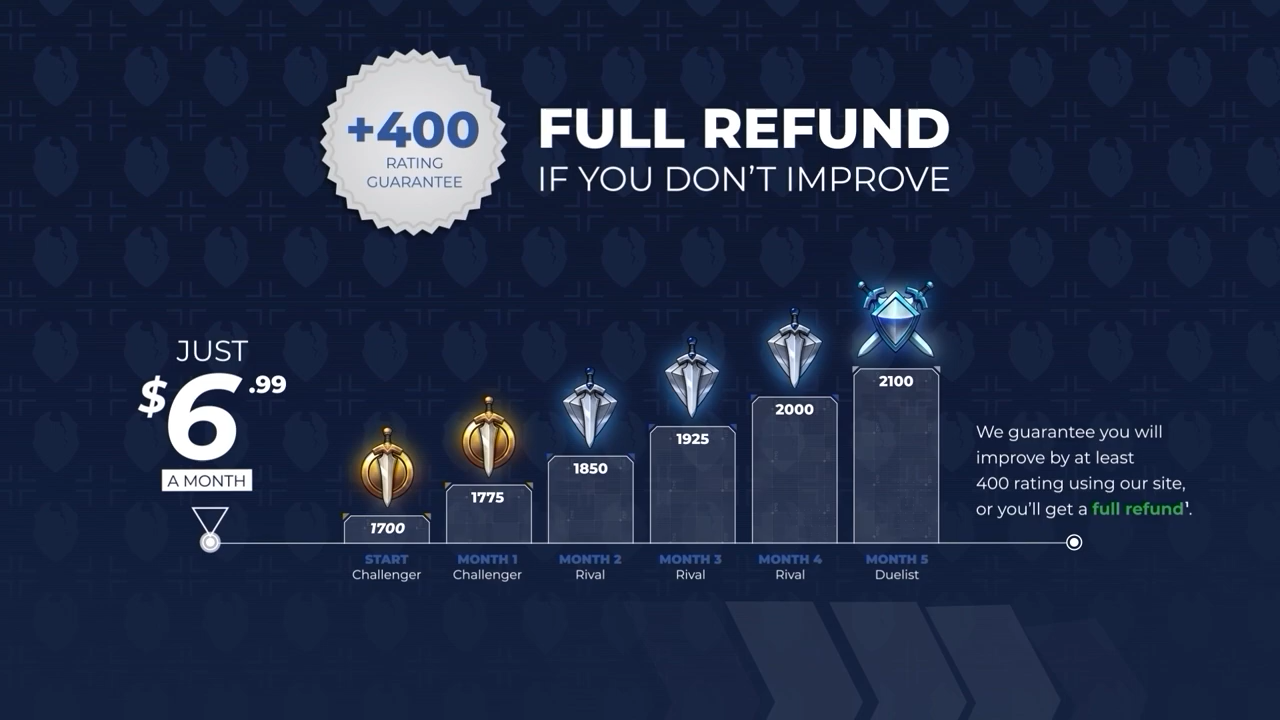 +400
RATING
GUARANTEE
FULL REFUND
IF YOU DON'T IMPROVE
JUST
$6.99
A MONTH
1700
1775
1850
1925
2000
2100
START
Challenger
MONTH 1
Challenger
MONTH 2
Rival
MONTH 3
Rival
MONTH 4
Rival
MONTH 5
Duelist
We guarantee you will
improve by at least
400 rating using our site,
or you'll get a full refund¹.